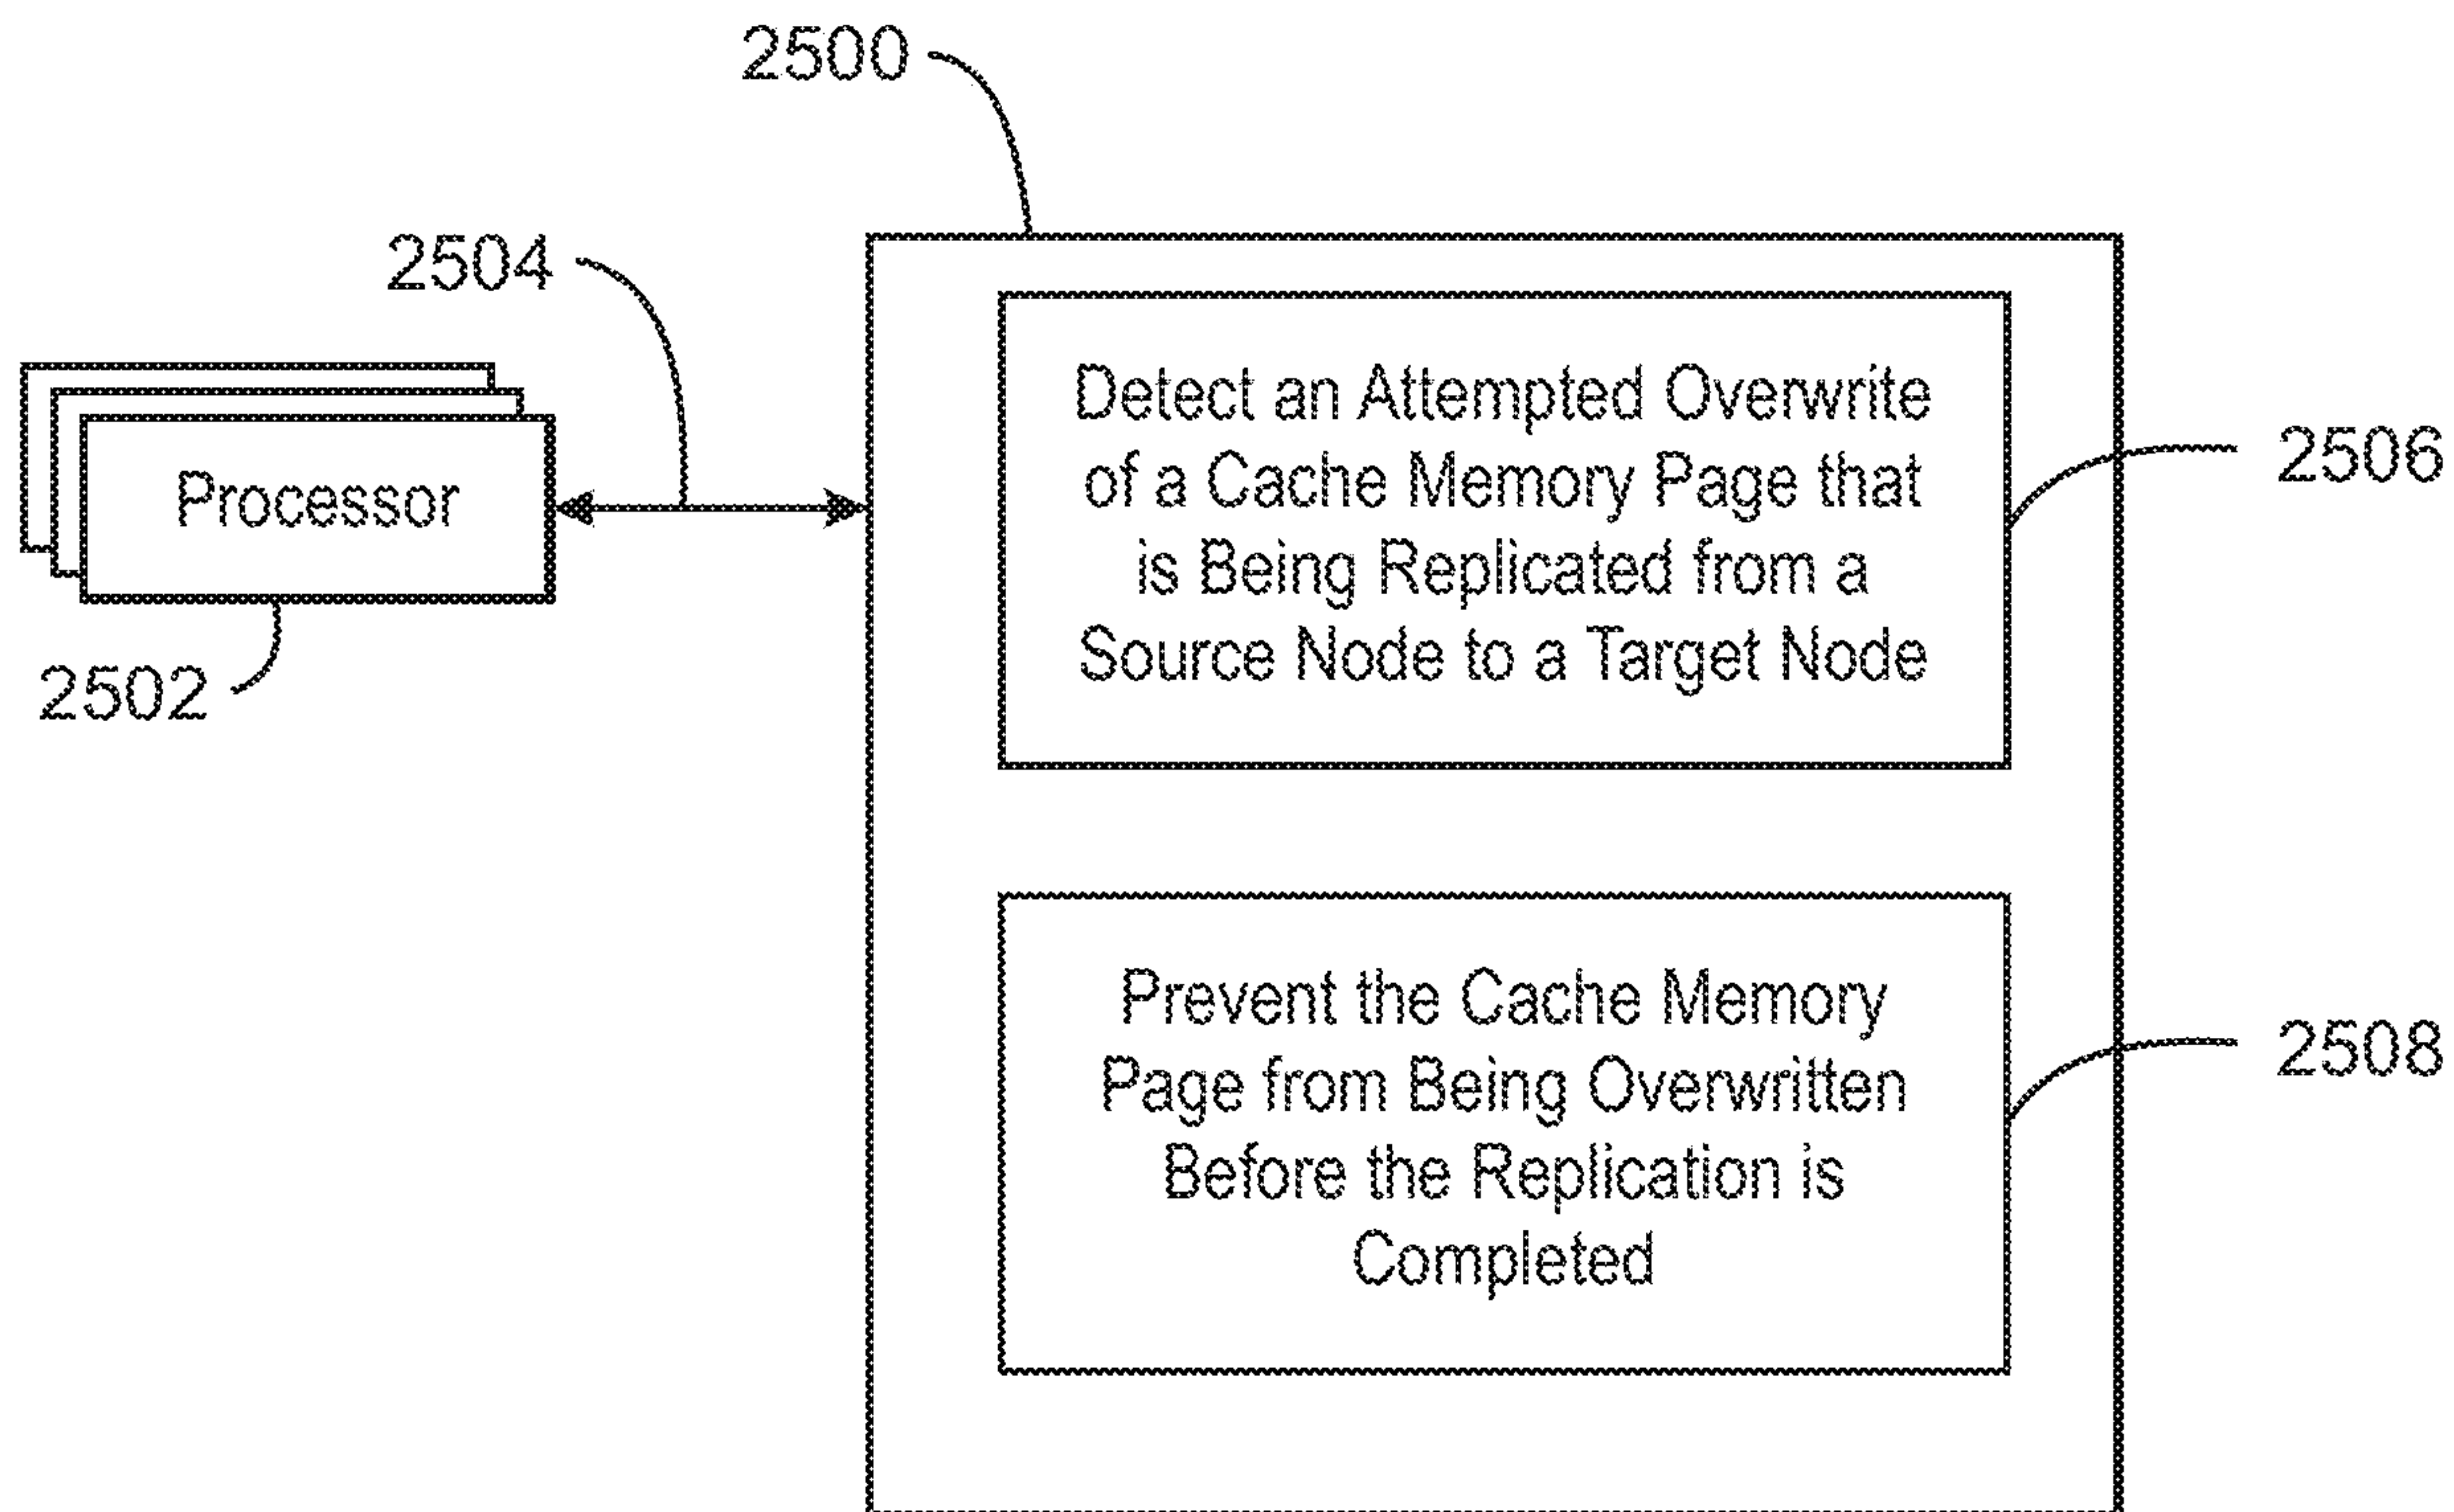 2500
2504
Processor
2502
Detect an Attempted Overwrite
of a Cache Memory Page that
is Being Replicated from a
Source Node to a Target Node
2506
Prevent the Cache Memory
Page from Being Overwritten
Before the Replication is
Completed
2508